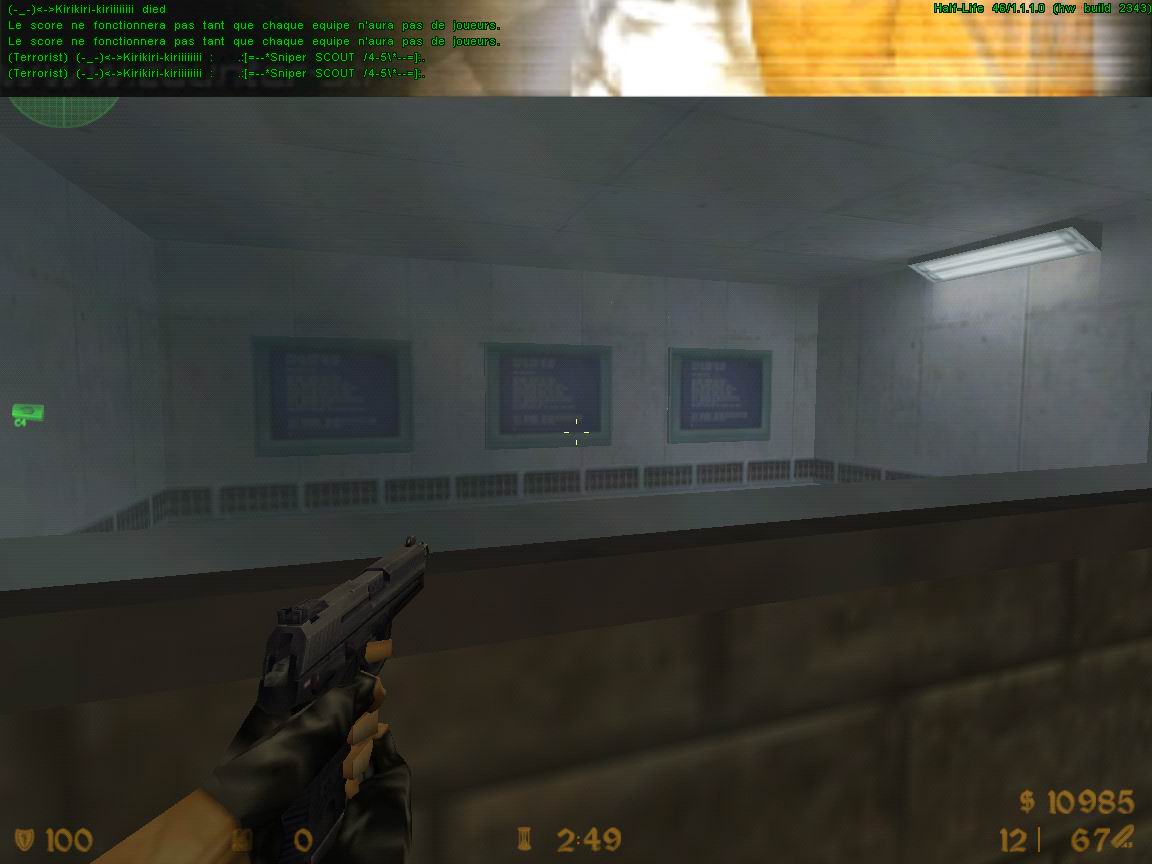 (-_-)<->Kirikiri-kiriiiiiii died
Half-Life 46/1.1.1.0 (hw build 2343)
Le score ne fonctionnera pas tant que chaque equipe n'aura pas de joueurs.
Le score ne fonctionnera pas tant que chaque equipe n'aura pas de joueurs.
(Terrorist) (-_-)<->Kirikiri-kiriiiiiii : .:[=--*Sniper SCOUT /4-5\*--=]:.
(Terrorist) (-_-)<->Kirikiri-kiriiiiiii : .:[=--*Sniper SCOUT /4-5\*--=]:.
C4
$ 10985
100 0 2:49 12| 67